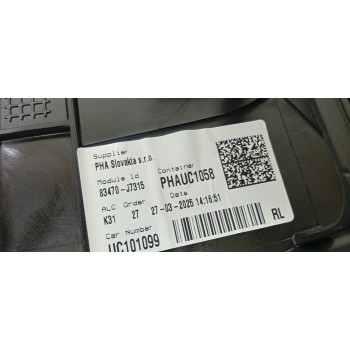 Supplier
PHA Slovakia s.r.o
Module Id Container
83470-J7315 PHAUC1058
ALC Order Date
K31 27 27-03-2025 14:16:51
Car Number
UC101099 RL